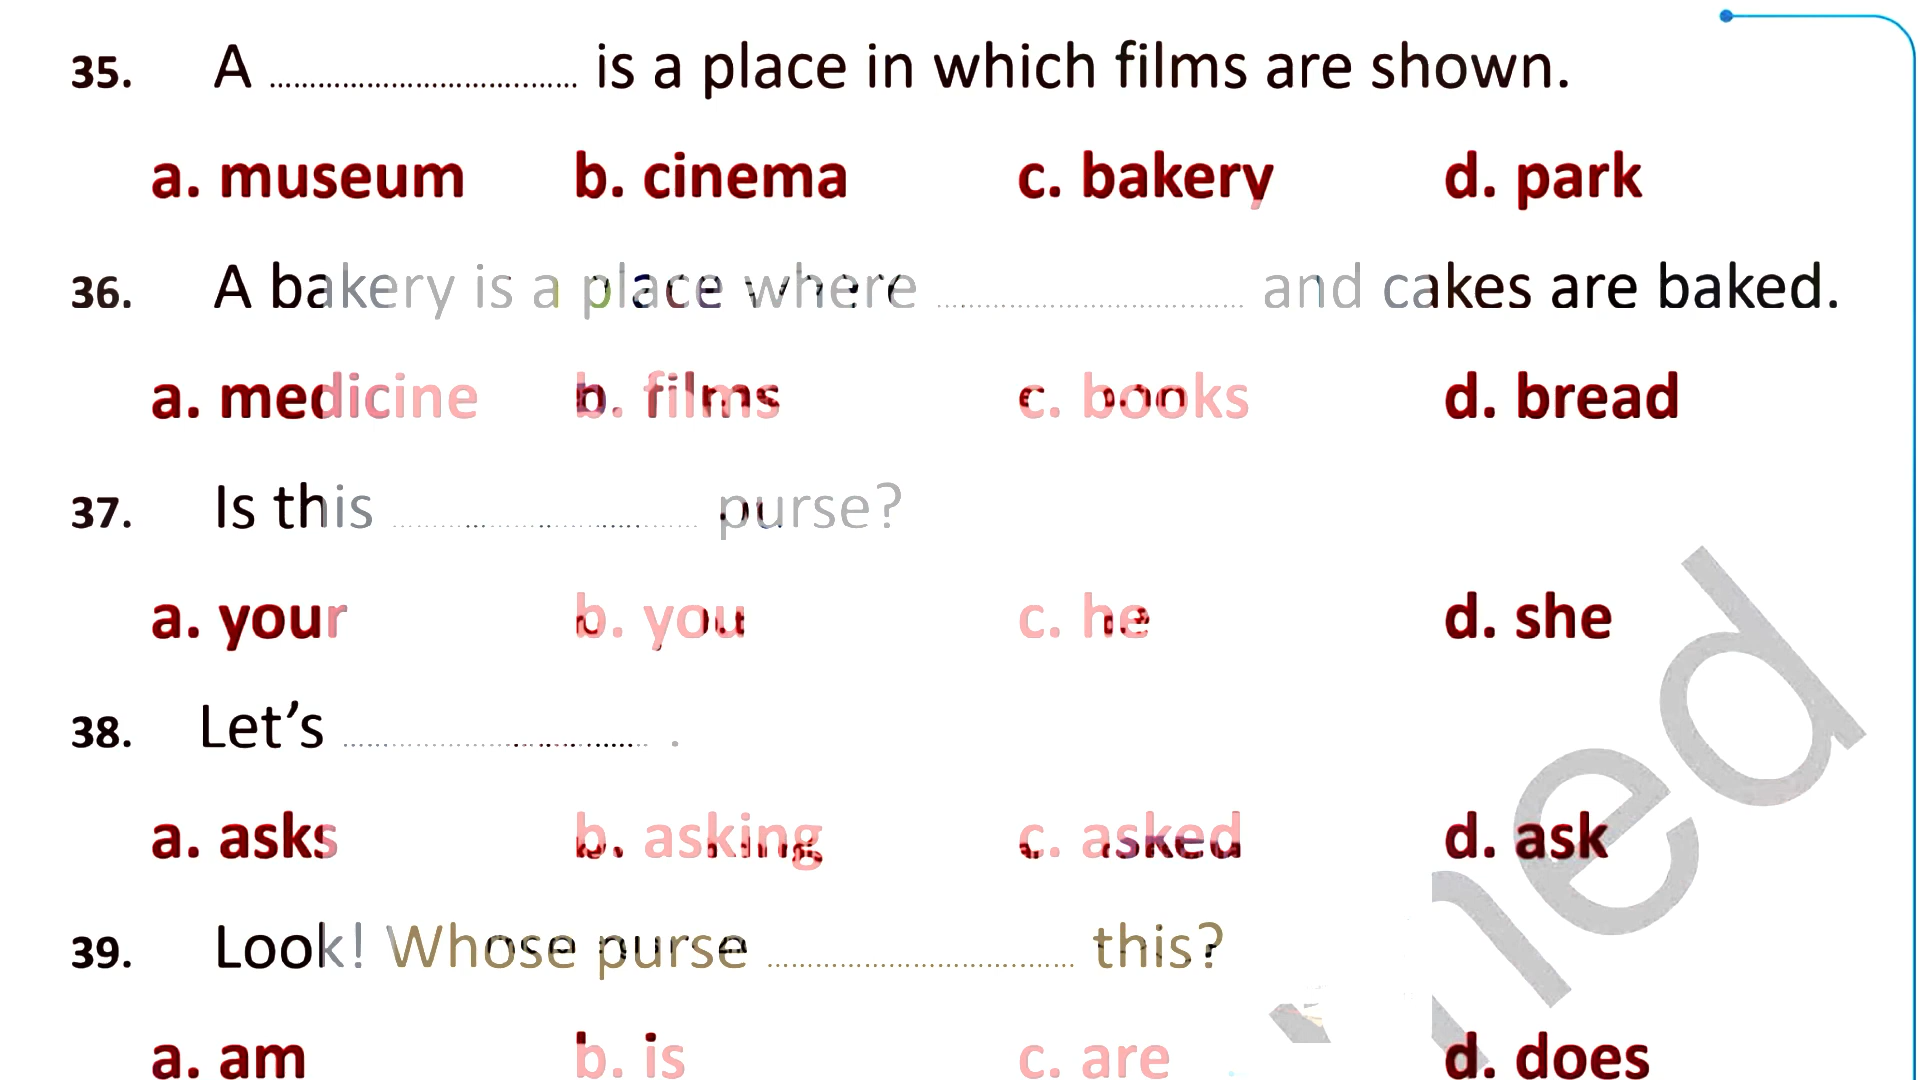 35. A ........................................ is a place in which films are shown.
a. museum b. cinema c. bakery d. park
36. A bakery is a place where ........................................ and cakes are baked.
a. medicine b. films c. books d. bread
37. Is this ........................................ purse?
a. your b. you c. he d. she
38. Let’s ........................................ .
a. asks b. asking c. asked d. ask
39. Look! Whose purse ........................................ this?
a. am b. is c. are d. does